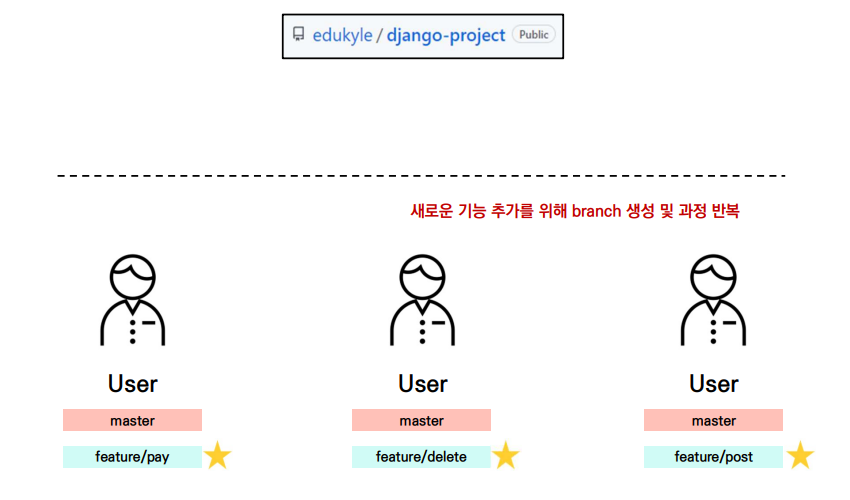 edukyle / django-project Public
새로운 기능 추가를 위해 branch 생성 및 과정 반복
User User User
master master master
feature/pay feature/delete feature/post